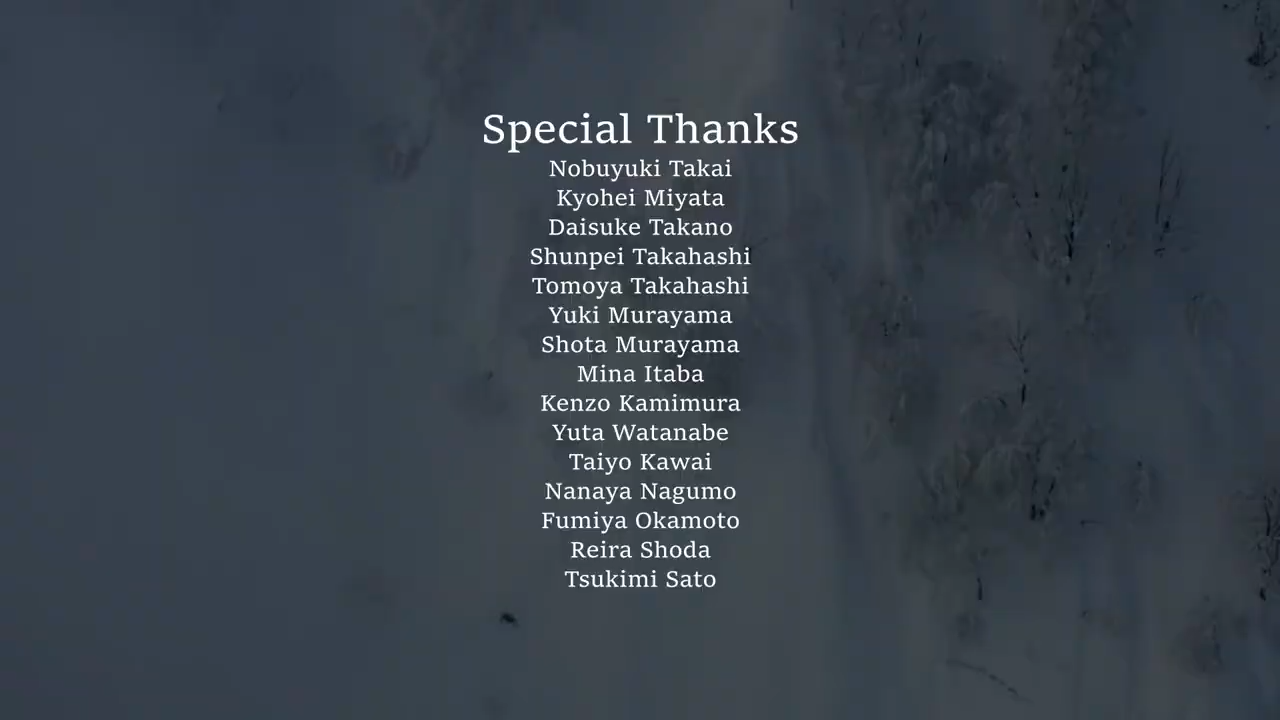 Special Thanks
Nobuyuki Takai
Kyohei Miyata
Daisuke Takano
Shunpei Takahashi
Tomoya Takahashi
Yuki Murayama
Shota Murayama
Mina Itaba
Kenzo Kamimura
Yuta Watanabe
Taiyo Kawai
Nanaya Nagumo
Fumiya Okamoto
Reira Shoda
Tsukimi Sato